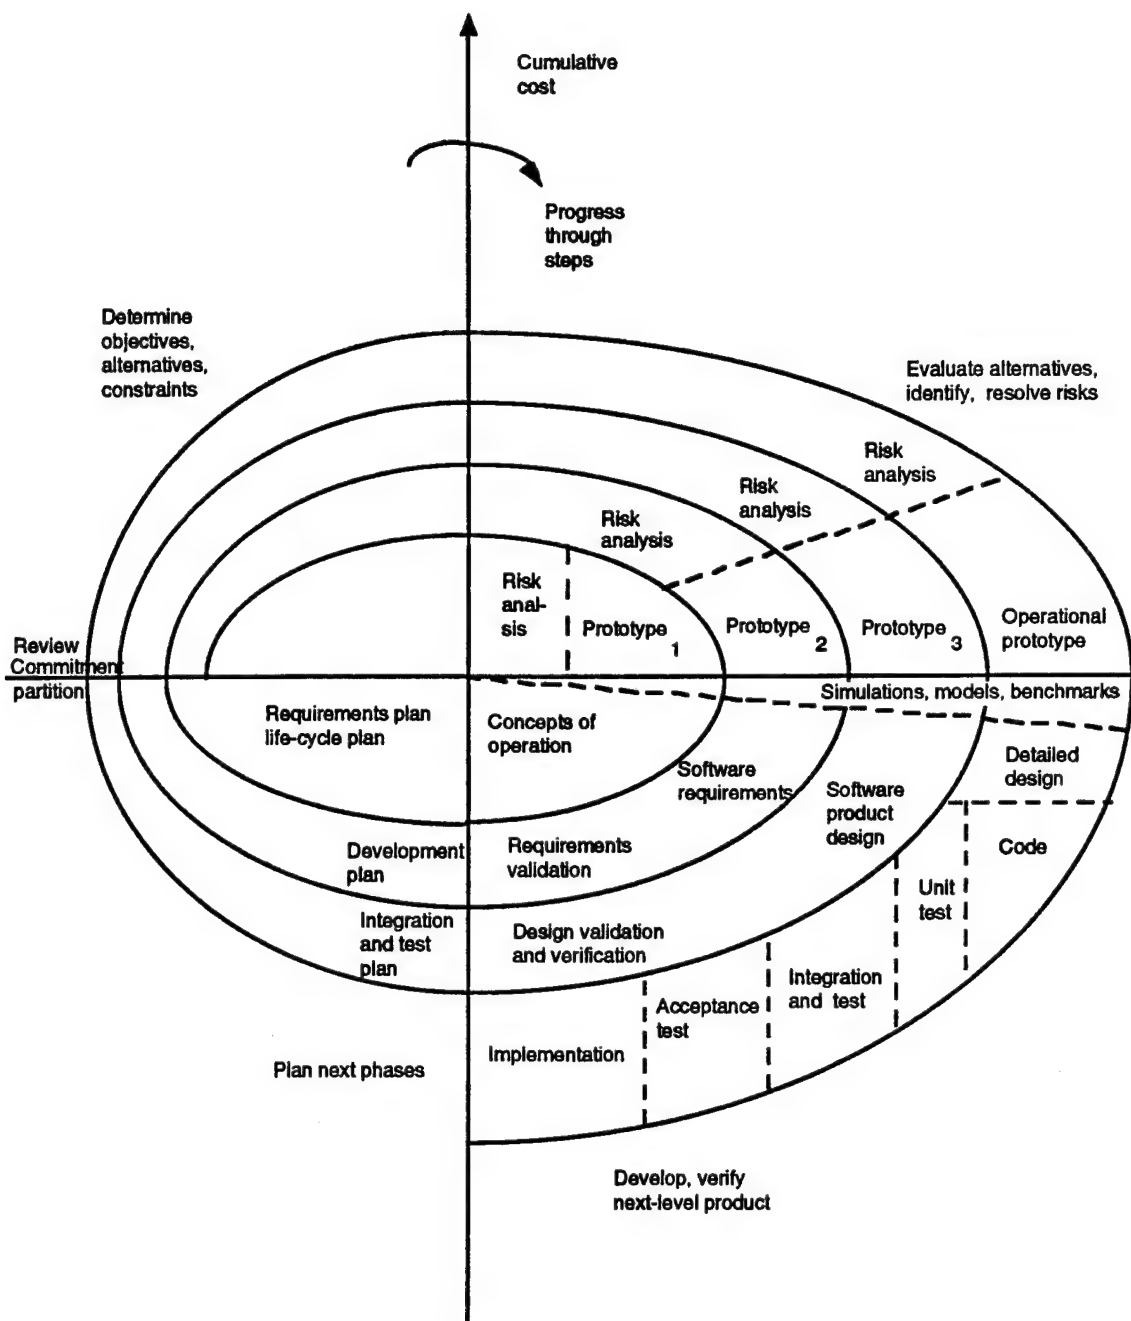 Cumulative
cost
Progress
through
steps
Determine
objectives,
alternatives,
constraints
Evaluate alternatives,
identify, resolve risks
Risk
analysis
Risk
analysis
Risk
analysis
Risk
anal-
sis
Prototype 1
Prototype 2
Prototype 3
Operational
prototype
Review
Commitment
partition
Simulations, models, benchmarks
Requirements plan
life-cycle plan
Concepts of
operation
Software
requirements
Software
product
design
Detailed
design
Code
Unit
test
Development
plan
Requirements
validation
Integration
and test
plan
Design validation
and verification
Integration
and test
Acceptance
test
Implementation
Plan next phases
Develop, verify
next-level product